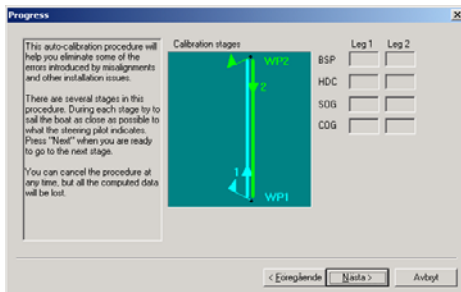 Progress
This auto-calibration procedure will
help you eliminate some of the
errors introduced by misalignments
and other installation issues.
There are several stages in this
procedure. During each stage try to
sail the boat as close as possible to
what the steering pilot indicates.
Press "Next" when you are ready
to go to the next stage.
You can cancel the procedure at
any time, but all the computed data
will be lost.
Calibration stages
WP2
2
1
WP1
Leg 1 Leg 2
BSP
HDC
SOG
COG
< Föregående
Nästa >
Avbryt